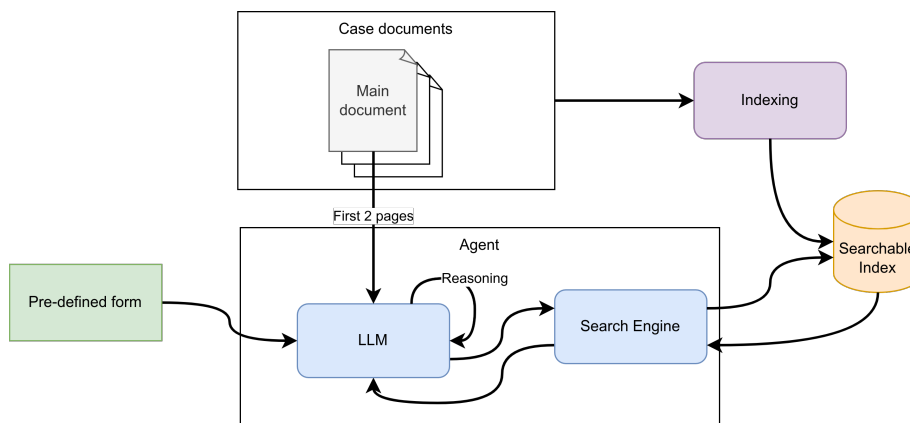 Case documents
Main
document
Indexing
First 2 pages
Agent
Searchable
Index
Reasoning
Pre-defined form
LLM
Search Engine